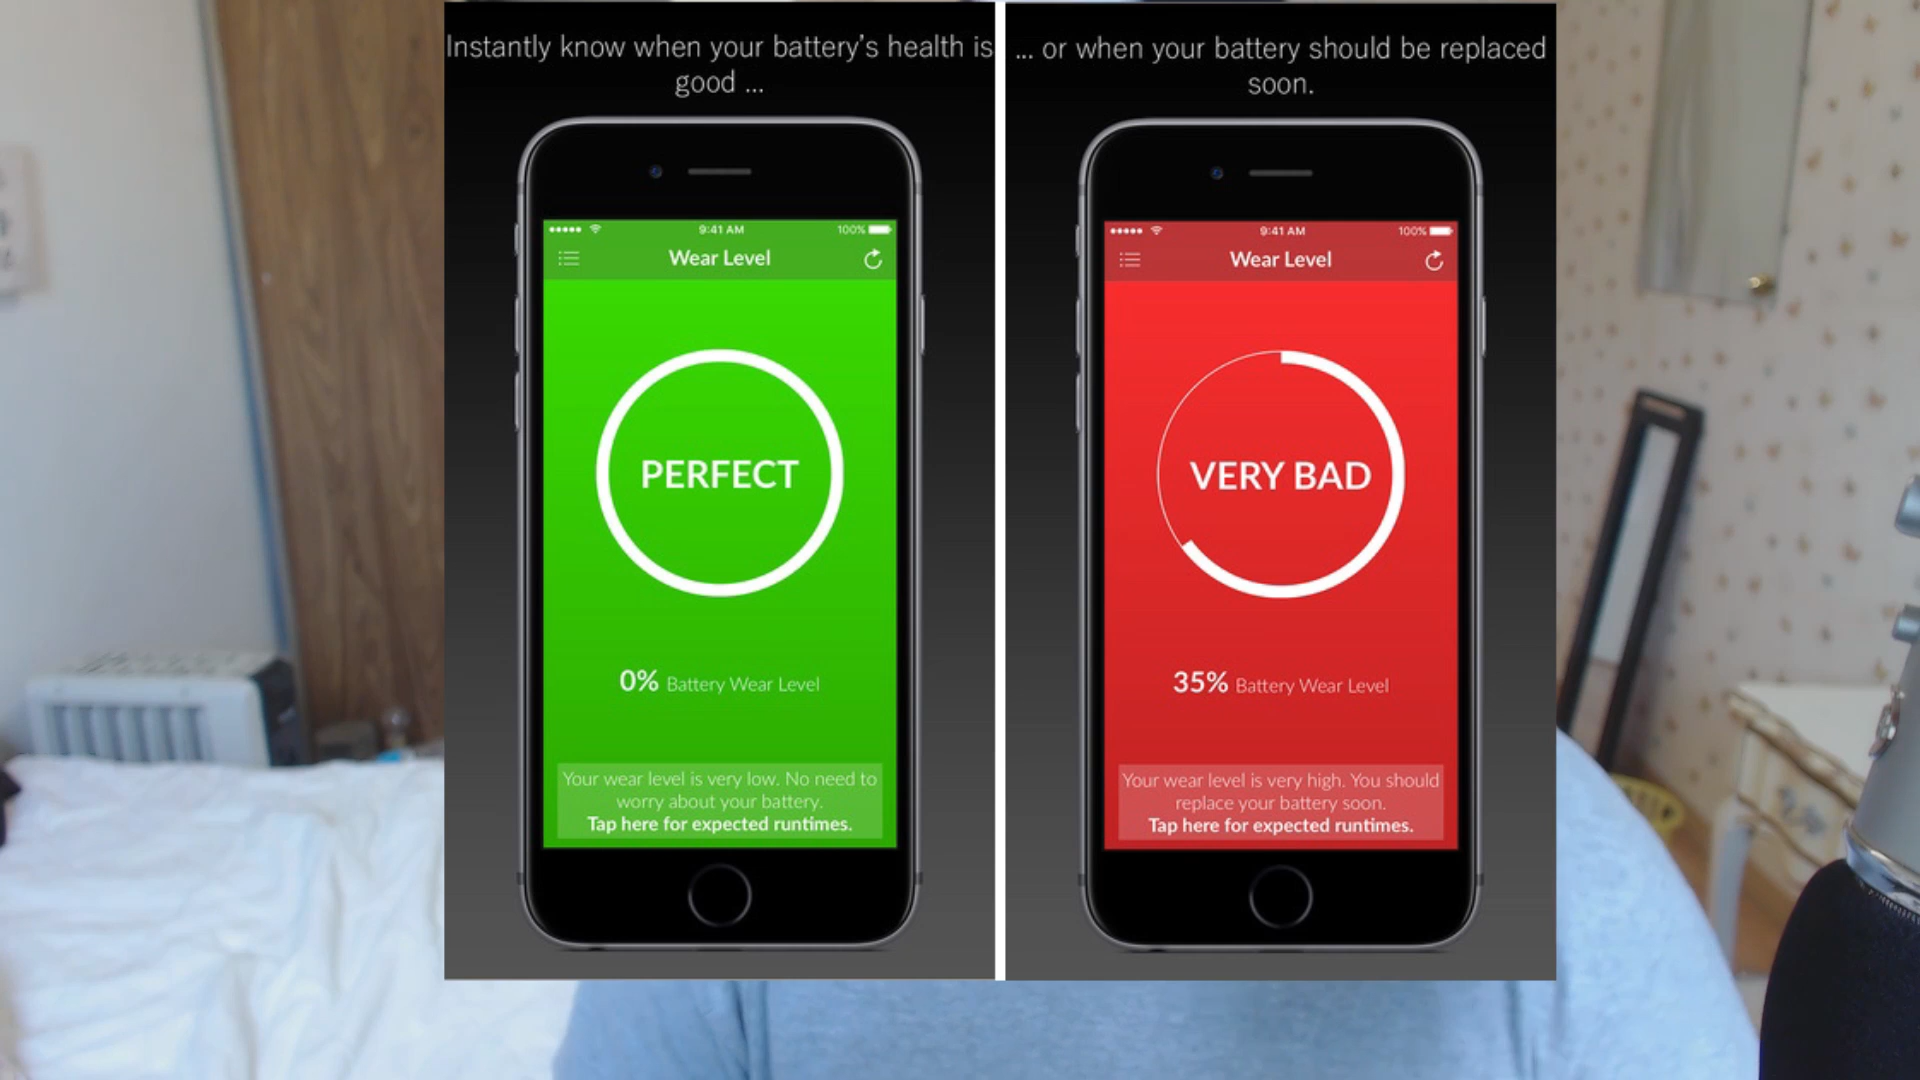 Instantly know when your battery's health is
good ...
9:41 AM
100%
Wear Level
PERFECT
0% Battery Wear Level
Your wear level is very low. No need to
worry about your battery.
Tap here for expected runtimes.
... or when your battery should be replaced
soon.
9:41 AM
100%
Wear Level
VERY BAD
35% Battery Wear Level
Your wear level is very high. You should
replace your battery soon.
Tap here for expected runtimes.